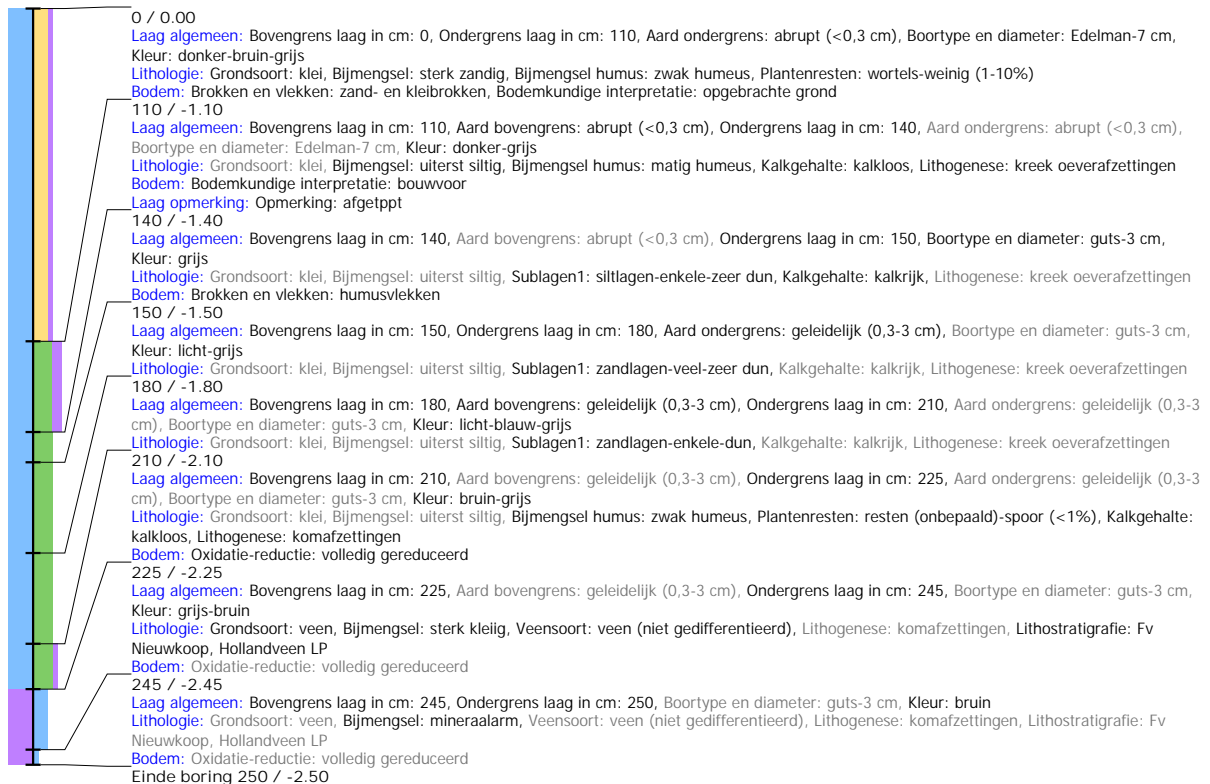 0 / 0.00
Laag algemeen: Bovengrens laag in cm: 0, Ondergrens laag in cm: 110, Aard ondergrens: abrupt (<0,3 cm), Boortype en diameter: Edelman-7 cm,
Kleur: donker-bruin-grijs
Lithologie: Grondsoort: klei, Bijmengsel: sterk zandig, Bijmengsel humus: zwak humeus, Plantenresten: wortels-weinig (1-10%)
Bodem: Brokken en vlekken: zand- en kleibrokken, Bodemkundige interpretatie: opgebrachte grond
110 / -1.10
Laag algemeen: Bovengrens laag in cm: 110, Aard bovengrens: abrupt (<0,3 cm), Ondergrens laag in cm: 140, Aard ondergrens: abrupt (<0,3 cm),
Boortype en diameter: Edelman-7 cm, Kleur: donker-grijs
Lithologie: Grondsoort: klei, Bijmengsel: uiterst siltig, Bijmengsel humus: matig humeus, Kalkgehalte: kalkloos, Lithogenese: kreek oeverafzettingen
Bodem: Bodemkundige interpretatie: bouwvoor
Laag opmerking: Opmerking: afgetppt
140 / -1.40
Laag algemeen: Bovengrens laag in cm: 140, Aard bovengrens: abrupt (<0,3 cm), Ondergrens laag in cm: 150, Boortype en diameter: guts-3 cm,
Kleur: grijs
Lithologie: Grondsoort: klei, Bijmengsel: uiterst siltig, Sublagen1: siltlagen-enkele-zeer dun, Kalkgehalte: kalkrijk, Lithogenese: kreek oeverafzettingen
Bodem: Brokken en vlekken: humusvlekken
150 / -1.50
Laag algemeen: Bovengrens laag in cm: 150, Ondergrens laag in cm: 180, Aard ondergrens: geleidelijk (0,3-3 cm), Boortype en diameter: guts-3 cm,
Kleur: licht-grijs
Lithologie: Grondsoort: klei, Bijmengsel: uiterst siltig, Sublagen1: zandlagen-veel-zeer dun, Kalkgehalte: kalkrijk, Lithogenese: kreek oeverafzettingen
180 / -1.80
Laag algemeen: Bovengrens laag in cm: 180, Aard bovengrens: geleidelijk (0,3-3 cm), Ondergrens laag in cm: 210, Aard ondergrens: geleidelijk (0,3-3
cm), Boortype en diameter: guts-3 cm, Kleur: licht-blauw-grijs
Lithologie: Grondsoort: klei, Bijmengsel: uiterst siltig, Sublagen1: zandlagen-enkele-dun, Kalkgehalte: kalkrijk, Lithogenese: kreek oeverafzettingen
210 / -2.10
Laag algemeen: Bovengrens laag in cm: 210, Aard bovengrens: geleidelijk (0,3-3 cm), Ondergrens laag in cm: 225, Aard ondergrens: geleidelijk (0,3-3
cm), Boortype en diameter: guts-3 cm, Kleur: bruin-grijs
Lithologie: Grondsoort: klei, Bijmengsel: uiterst siltig, Bijmengsel humus: zwak humeus, Plantenresten: resten (onbepaald)-spoor (<1%), Kalkgehalte:
kalkloos, Lithogenese: komafzettingen
Bodem: Oxidatie-reductie: volledig gereduceerd
225 / -2.25
Laag algemeen: Bovengrens laag in cm: 225, Aard bovengrens: geleidelijk (0,3-3 cm), Ondergrens laag in cm: 245, Boortype en diameter: guts-3 cm,
Kleur: grijs-bruin
Lithologie: Grondsoort: veen, Bijmengsel: sterk kleiig, Veensoort: veen (niet gedifferentieerd), Lithogenese: komafzettingen, Lithostratigrafie: Fv
Nieuwkoop, Hollandveen LP
Bodem: Oxidatie-reductie: volledig gereduceerd
245 / -2.45
Laag algemeen: Bovengrens laag in cm: 245, Ondergrens laag in cm: 250, Boortype en diameter: guts-3 cm, Kleur: bruin
Lithologie: Grondsoort: veen, Bijmengsel: mineraalarm, Veensoort: veen (niet gedifferentieerd), Lithogenese: komafzettingen, Lithostratigrafie: Fv
Nieuwkoop, Hollandveen LP
Bodem: Oxidatie-reductie: volledig gereduceerd
Einde boring 250 / -2.50